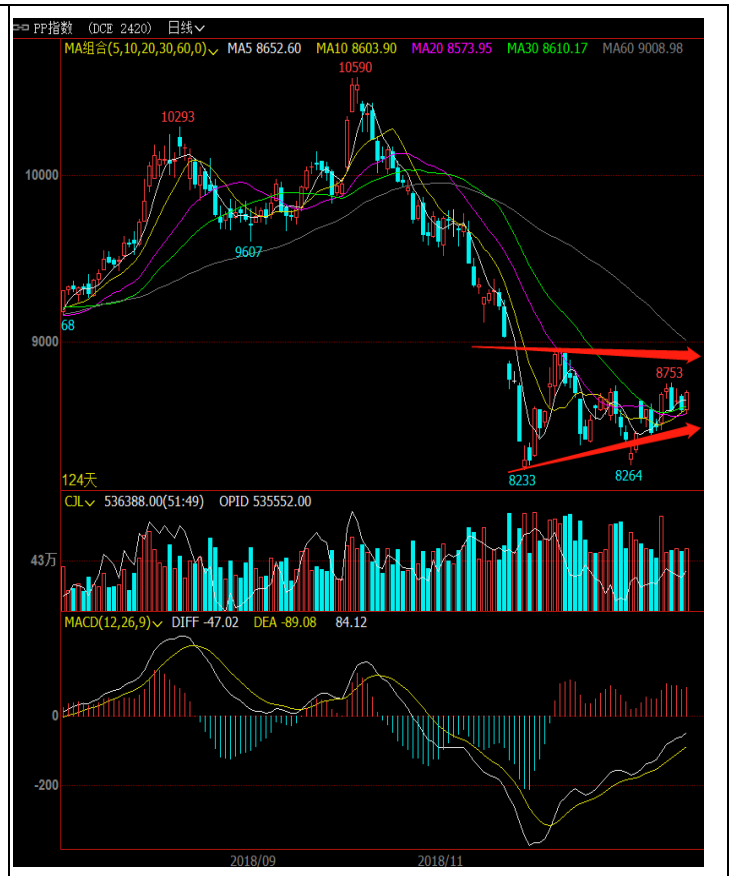 PP指数 (DCE 2420) 日线
MA组合(5,10,20,30,60,0) MA5 8652.60 MA10 8603.90 MA20 8573.95 MA30 8610.17 MA60 9008.98
10590
10293
10000
9607
68
9000
8753
8264
8233
124天
CJL 536388.00(51:49) OPID 535552.00
43万
MACD(12,26,9) DIFF -47.02 DEA -89.08 84.12
0
-200
2018/09 2018/11